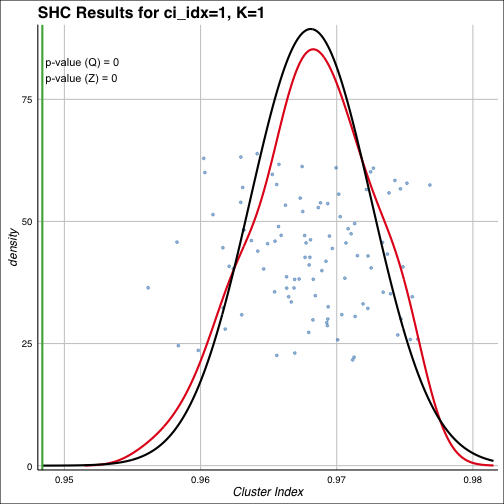 SHC Results for ci_idx=1, K=1
p-value (Q) = 0
p-value (Z) = 0
75
50
25
0
density
0.95 0.96 0.97 0.98
Cluster Index